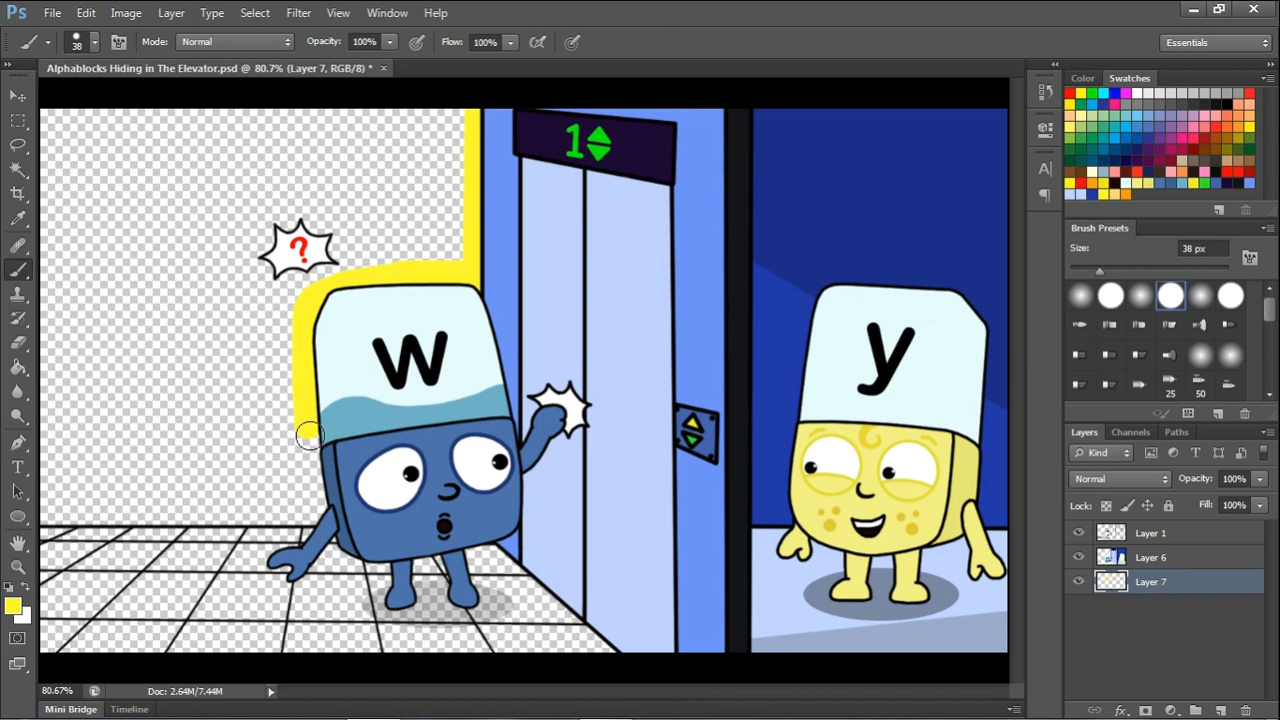 Ps File Edit Image Layer Type Select Filter View Window Help
38 Mode: Normal Opacity: 100% Flow: 100% Essentials
Alphablocks Hiding in The Elevator.psd @ 80.7% (Layer 7, RGB/8) * ×
Color Swatches
1
?
w
y
A
Brush Presets
Size: 38 px
25 50
Layers Channels Paths
Kind T
Normal Opacity: 100%
Lock: Fill: 100%
Layer 1
Layer 6
Layer 7
fx
T
80.67% Doc: 2.64M/7.44M
Mini Bridge Timeline